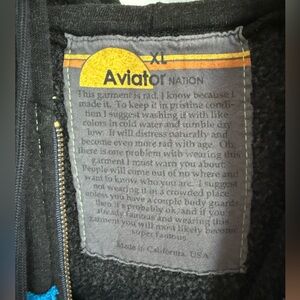 XL
Aviator NATION
This garment is rad. I know because i
made it. To keep it in pristine condi-
tion I suggest washing it with like
colors in cold water and tumble dry
low. It will distress naturally and
become even more rad with age. Oh,
there is one problem with wearing this
garment I must warn you about:
People will come out of no where and
want to know who you are. I suggest
not wearing it in a crowded place
unless you have a couple body guards
then it's probably ok, and if your
already famous and wearing this
garment you will most likely become
super famous.
Made in California, USA